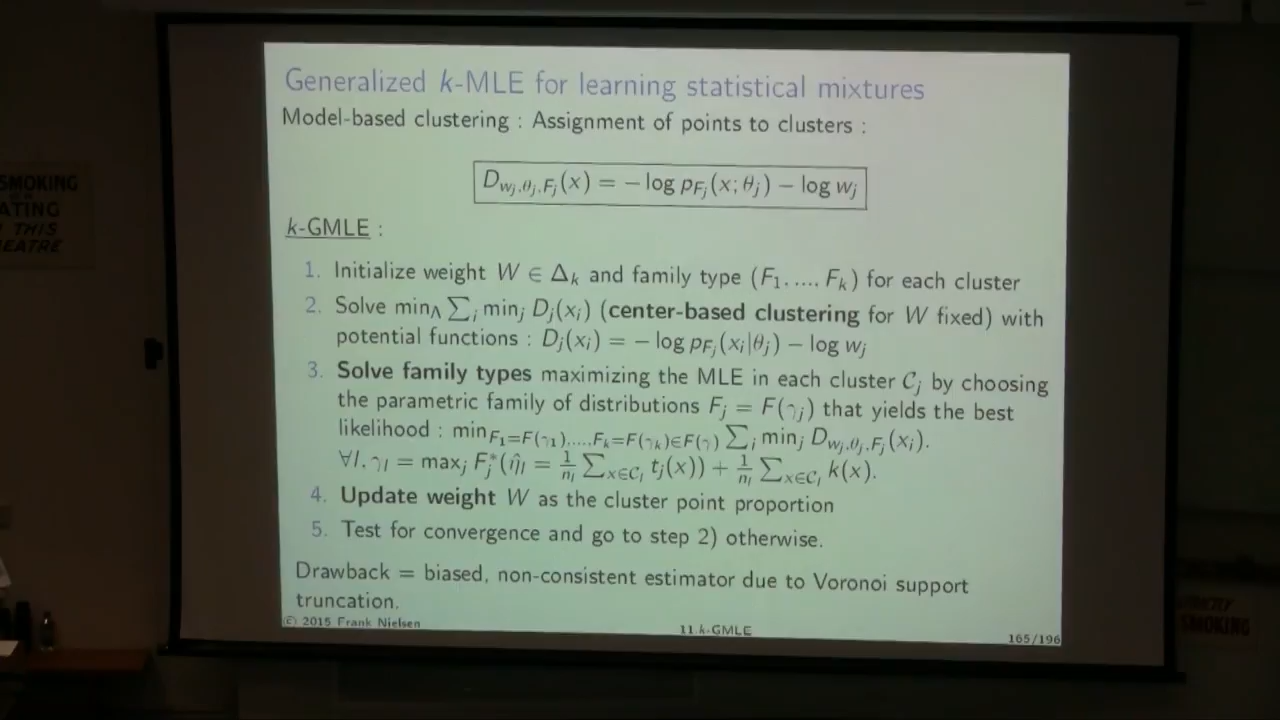 Generalized k-MLE for learning statistical mixtures
Model-based clustering : Assignment of points to clusters :
D_{w_j,θ_j,F_j}(x) = − log p_{F_j}(x; θ_j) − log w_j
k-GMLE :
1. Initialize weight W ∈ Δ_k and family type (F_1, ..., F_k) for each cluster
2. Solve min_Λ ∑_i min_j D_j(x_i) (center-based clustering for W fixed) with
potential functions : D_j(x_i) = − log p_{F_j}(x_i|θ_j) − log w_j
3. Solve family types maximizing the MLE in each cluster C_j by choosing
the parametric family of distributions F_j = F(γ_j) that yields the best
likelihood : min_{F_1=F(γ_1),...,F_k=F(γ_k)∈F(γ)} ∑_i min_j D_{w_j,θ_j,F_j}(x_i).
∀l, γ_l = max_j F_j^*(η̂_l = 1/n_l ∑_{x∈C_l} t_j(x)) + 1/n_l ∑_{x∈C_l} k(x).
4. Update weight W as the cluster point proportion
5. Test for convergence and go to step 2) otherwise.
Drawback = biased, non-consistent estimator due to Voronoi support
truncation.
© 2015 Frank Nielsen
11.k-GMLE
165/196
SMOKING
ATING
THIS
EATRE
SMOKING